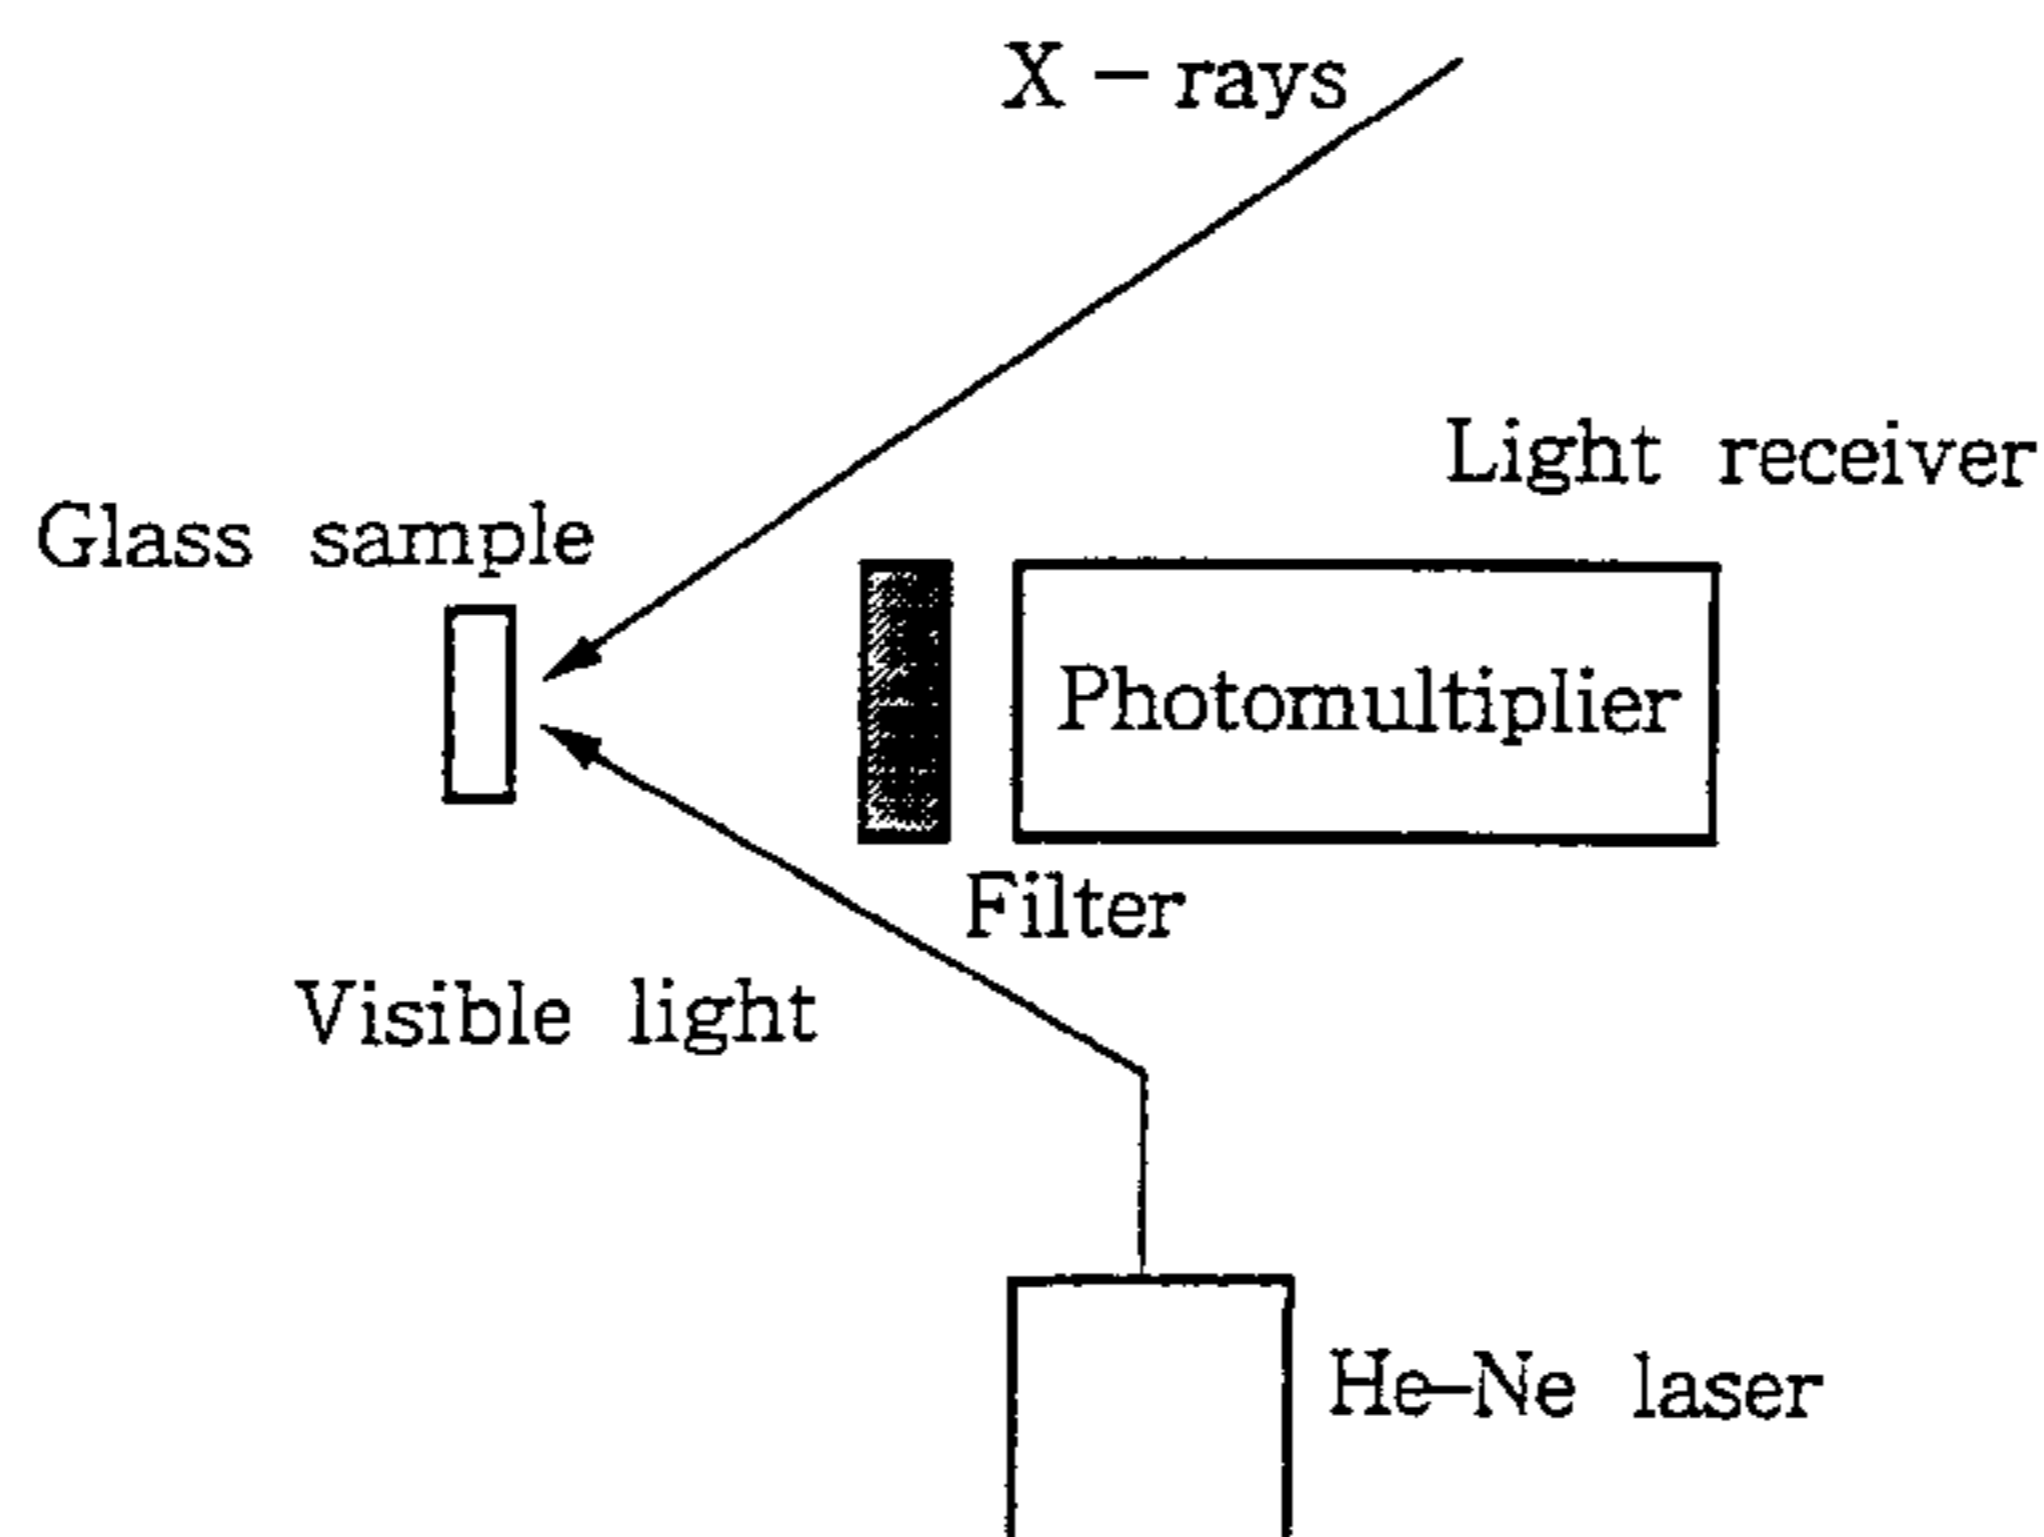 X - rays
Light receiver
Glass sample
Photomultiplier
Filter
Visible light
He-Ne laser